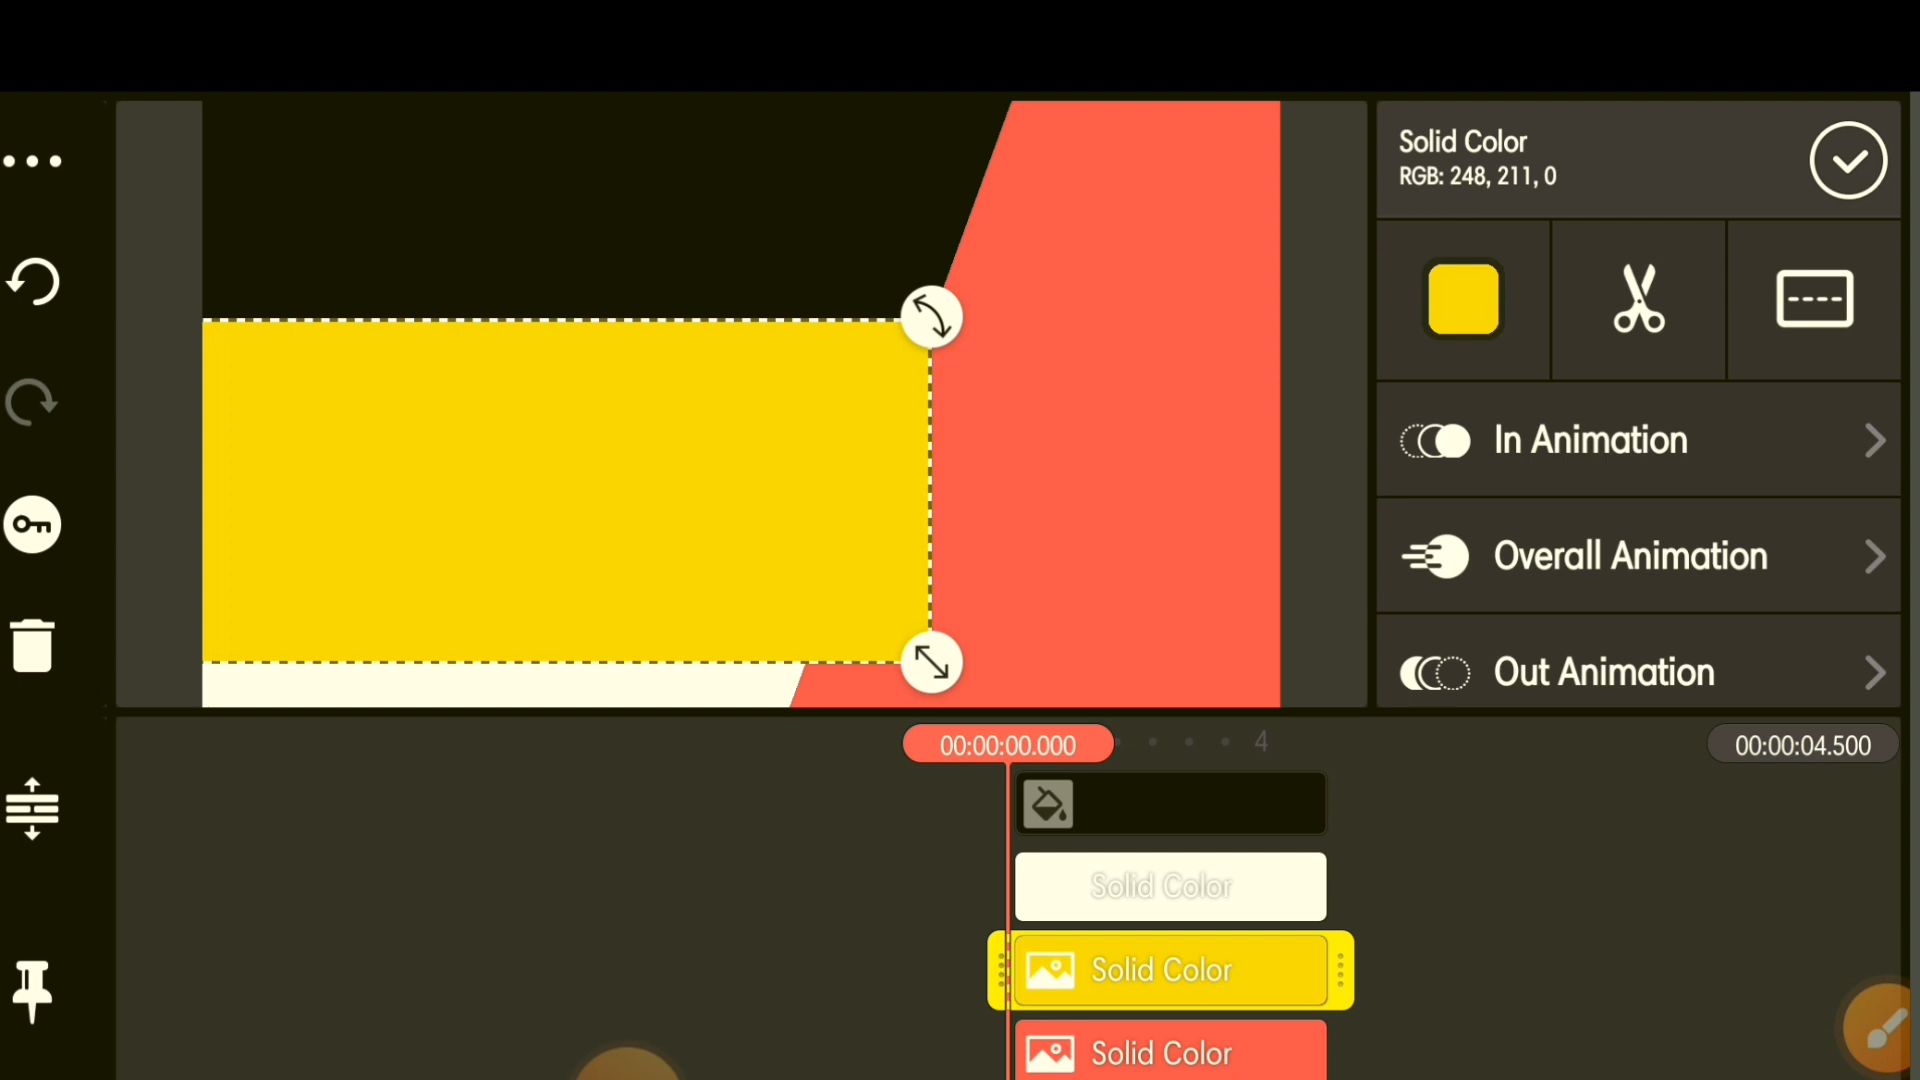 Solid Color
RGB: 248, 211, 0
In Animation
Overall Animation
Out Animation
00:00:00.000
4
00:00:04.500
Solid Color
Solid Color
Solid Color